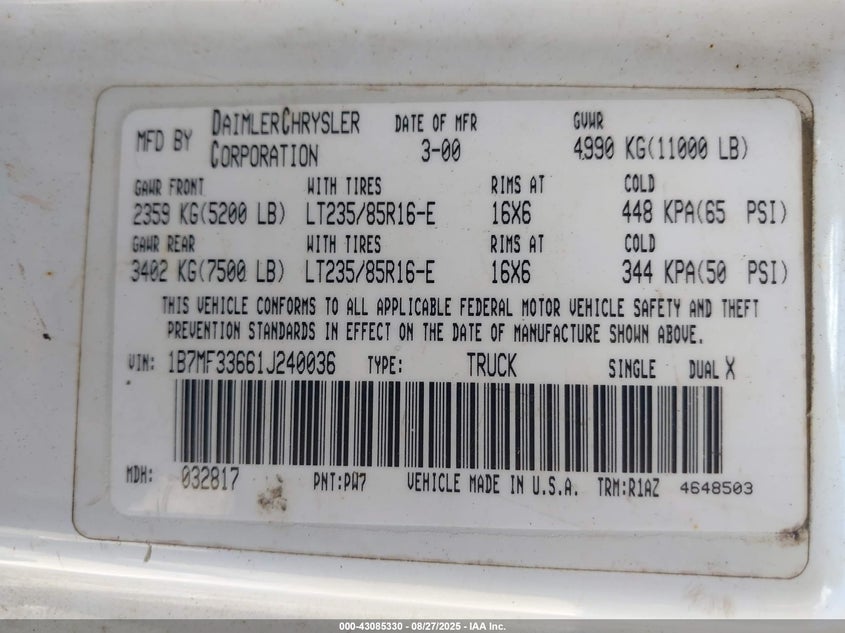 MFD BY DAIMLERCHRYSLER CORPORATION DATE OF MFR 3-00 GVWR 4990 KG(11000 LB)
GAWR FRONT WITH TIRES RIMS AT COLD
2359 KG(5200 LB) LT235/85R16-E 16X6 448 KPA(65 PSI)
GAWR REAR WITH TIRES RIMS AT COLD
3402 KG(7500 LB) LT235/85R16-E 16X6 344 KPA(50 PSI)
THIS VEHICLE CONFORMS TO ALL APPLICABLE FEDERAL MOTOR VEHICLE SAFETY AND THEFT
PREVENTION STANDARDS IN EFFECT ON THE DATE OF MANUFACTURE SHOWN ABOVE.
VIN: 1B7MF33661J240036 TYPE: TRUCK SINGLE DUAL X
MDH: 032817 PNT:PW7 VEHICLE MADE IN U.S.A. TRM:R1AZ 4648503
000-43085330 - 08/27/2025 - IAA Inc.